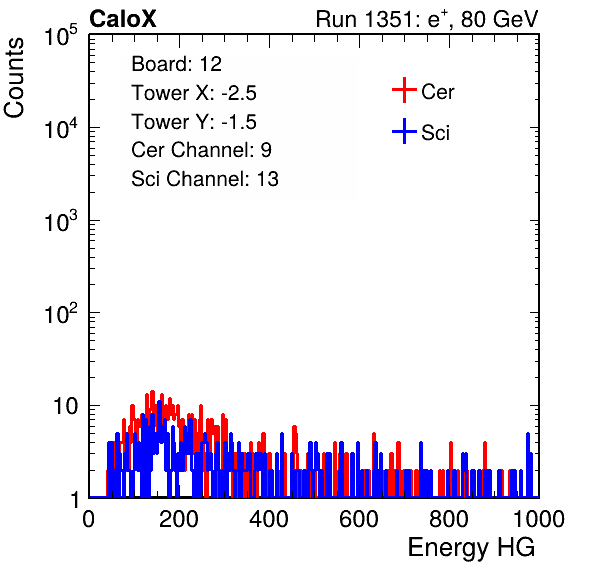 CaloX Run 1351: e⁺, 80 GeV
Counts
Board: 12
Tower X: -2.5
Tower Y: -1.5
Cer Channel: 9
Sci Channel: 13
Cer
Sci
10⁵
10⁴
10³
10²
10
1
0 200 400 600 800 1000
Energy HG